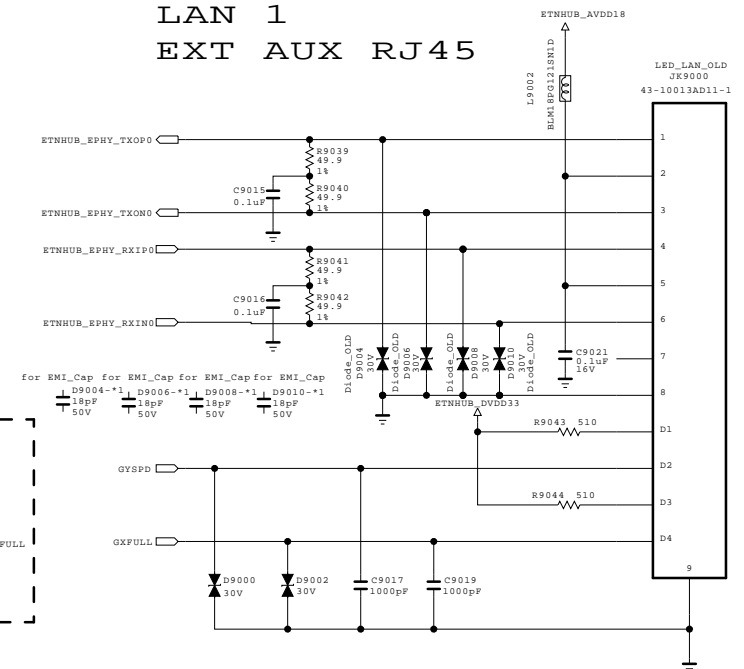 LAN 1
EXT AUX RJ45
ETNHUB_AVDD18
L9002
BLM18PG121SN1D
LED_LAN_OLD
JK9000
43-10013AD11-1
ETNHUB_EPHY_TXOP0
R9039
49.9
1%
1
2
C9015
0.1uF
R9040
49.9
1%
ETNHUB_EPHY_TXON0
3
ETNHUB_EPHY_RXIP0
4
R9041
49.9
1%
5
C9016
0.1uF
R9042
49.9
1%
ETNHUB_EPHY_RXIN0
6
Diode_OLD
D9004
30V
Diode_OLD
D9006
30V
Diode_OLD
D9008
30V
D9010
30V
Diode_OLD
C9021
0.1uF
16V
7
8
for EMI_Cap
D9004-*1
18pF
50V
for EMI_Cap
D9006-*1
18pF
50V
for EMI_Cap
D9008-*1
18pF
50V
for EMI_Cap
D9010-*1
18pF
50V
ETNHUB_DVDD33
R9043 510
D1
GYSPD
D2
R9044 510
D3
FULL
GXFULL
D4
D9000
30V
D9002
30V
C9017
1000pF
C9019
1000pF
9